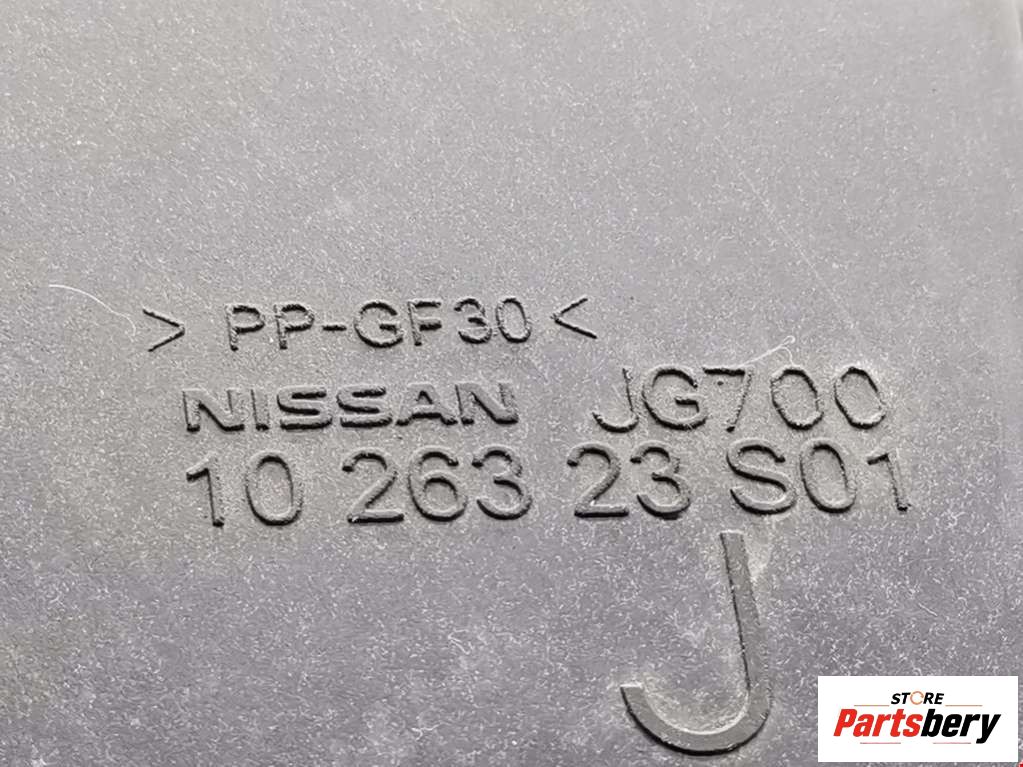 > PP-GF30 <
NISSAN JG700
10 263 23 S01
J
STORE
Partsbery